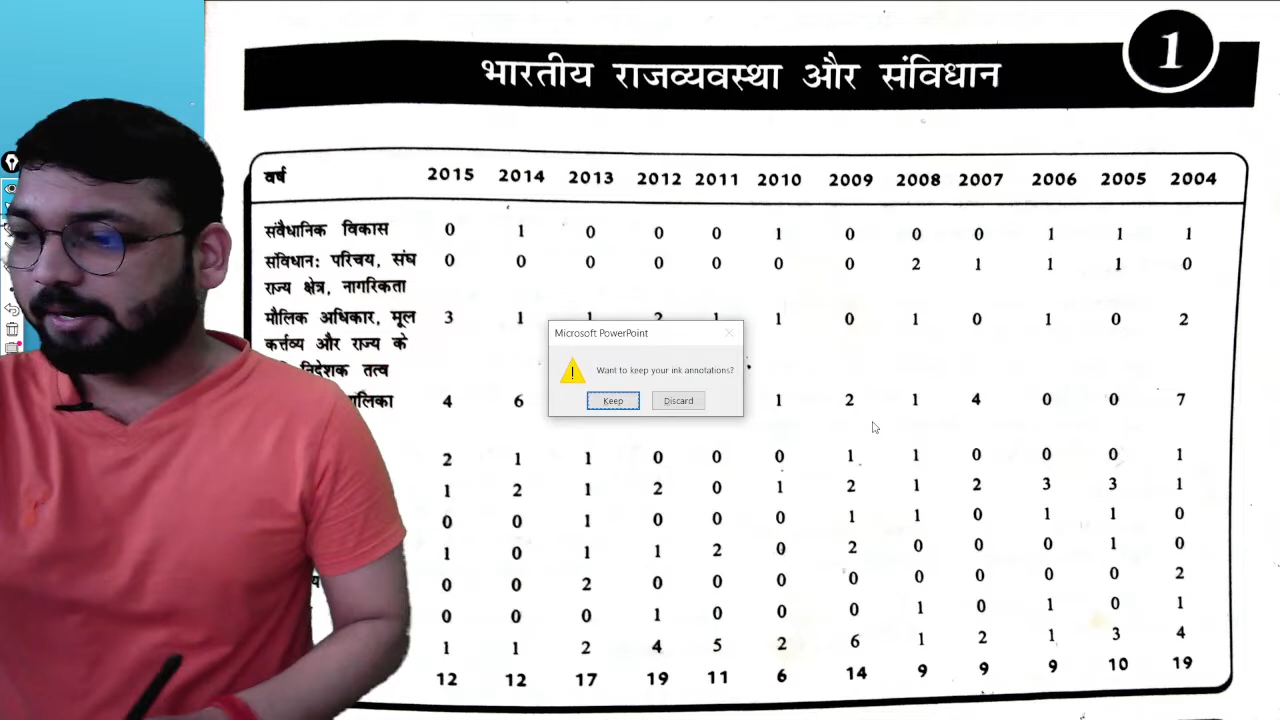 1
भारतीय राजव्यवस्था और संविधान
वर्ष 2015 2014 2013 2012 2011 2010 2009 2008 2007 2006 2005 2004
संवैधानिक विकास 0 1 0 0 0 1 0 0 0 1 1 1
संविधान: परिचय, संघ 0 0 0 0 0 0 0 2 1 1 1 0
राज्य क्षेत्र, नागरिकता
मौलिक अधिकार, मूल 3 1 1 2 1 1 0 1 0 1 0 2
कर्त्तव्य और राज्य के
निदेशक तत्व
4 6 1 2 1 4 0 0 7
2 1 1 0 0 0 1 1 0 0 0 1
1 2 1 2 0 1 2 1 2 3 3 1
0 0 1 0 0 0 1 1 0 1 1 0
1 0 1 1 2 0 2 0 0 0 1 0
0 0 2 0 0 0 0 0 0 0 0 2
0 0 0 1 0 0 0 1 0 1 0 1
1 1 2 4 5 2 6 1 2 1 3 4
12 12 17 19 11 6 14 9 9 9 10 19
Microsoft PowerPoint
Want to keep your ink annotations?
Keep Discard